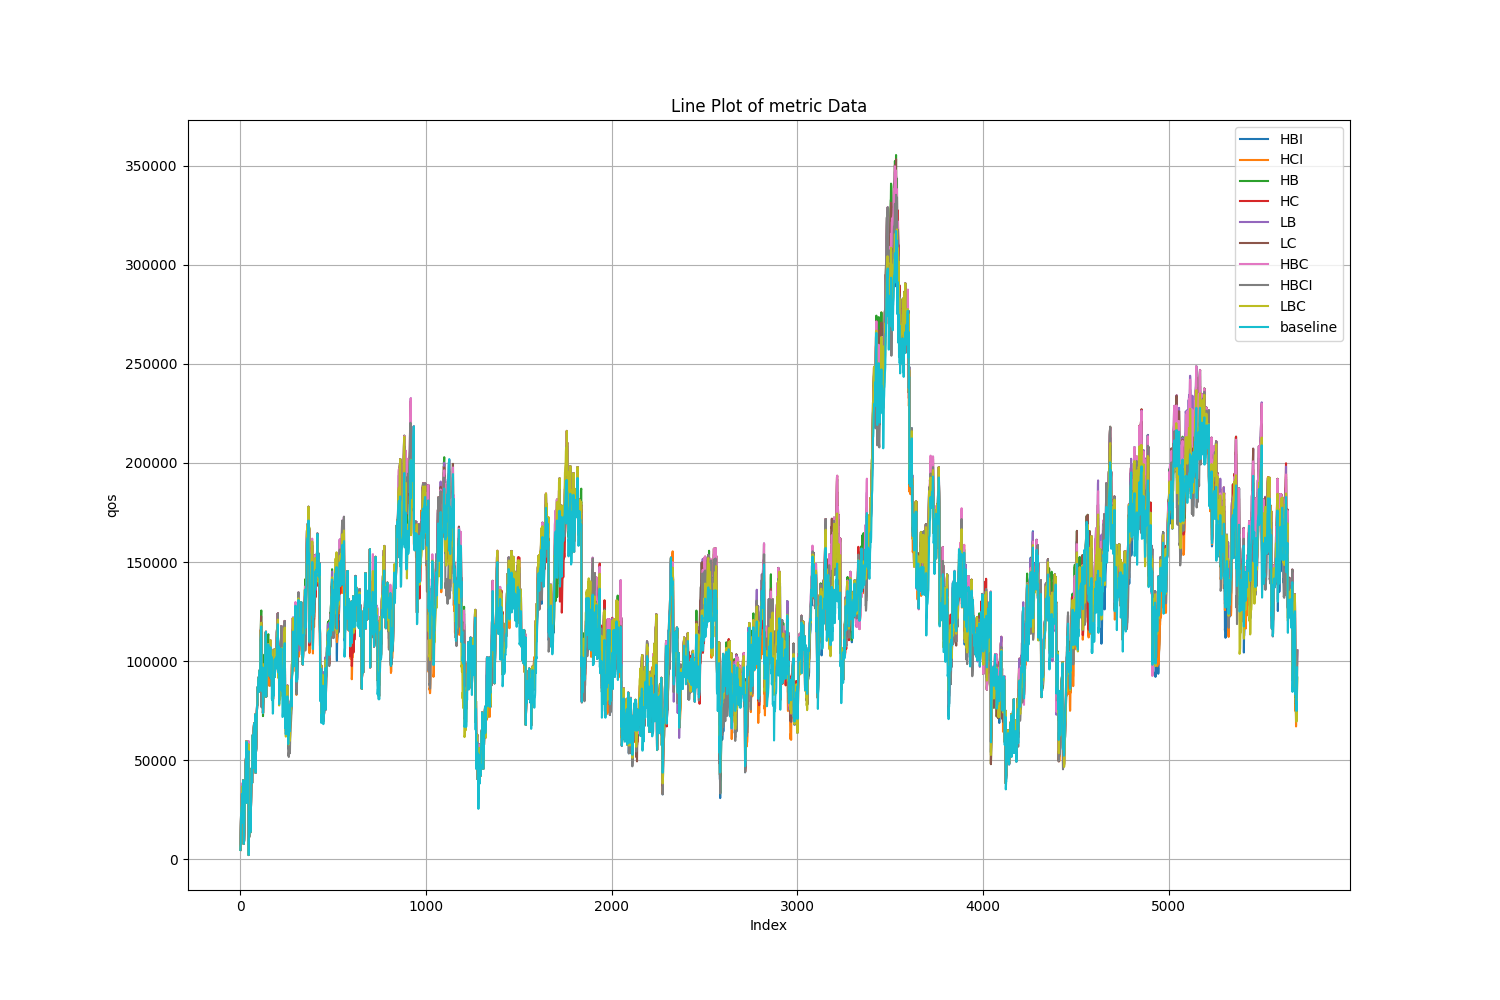 Line Plot of metric Data
350000
300000
250000
200000
150000
100000
50000
0
qos
HBI
HCI
HB
HC
LB
LC
HBC
HBCI
LBC
baseline
0 1000 2000 3000 4000 5000
Index